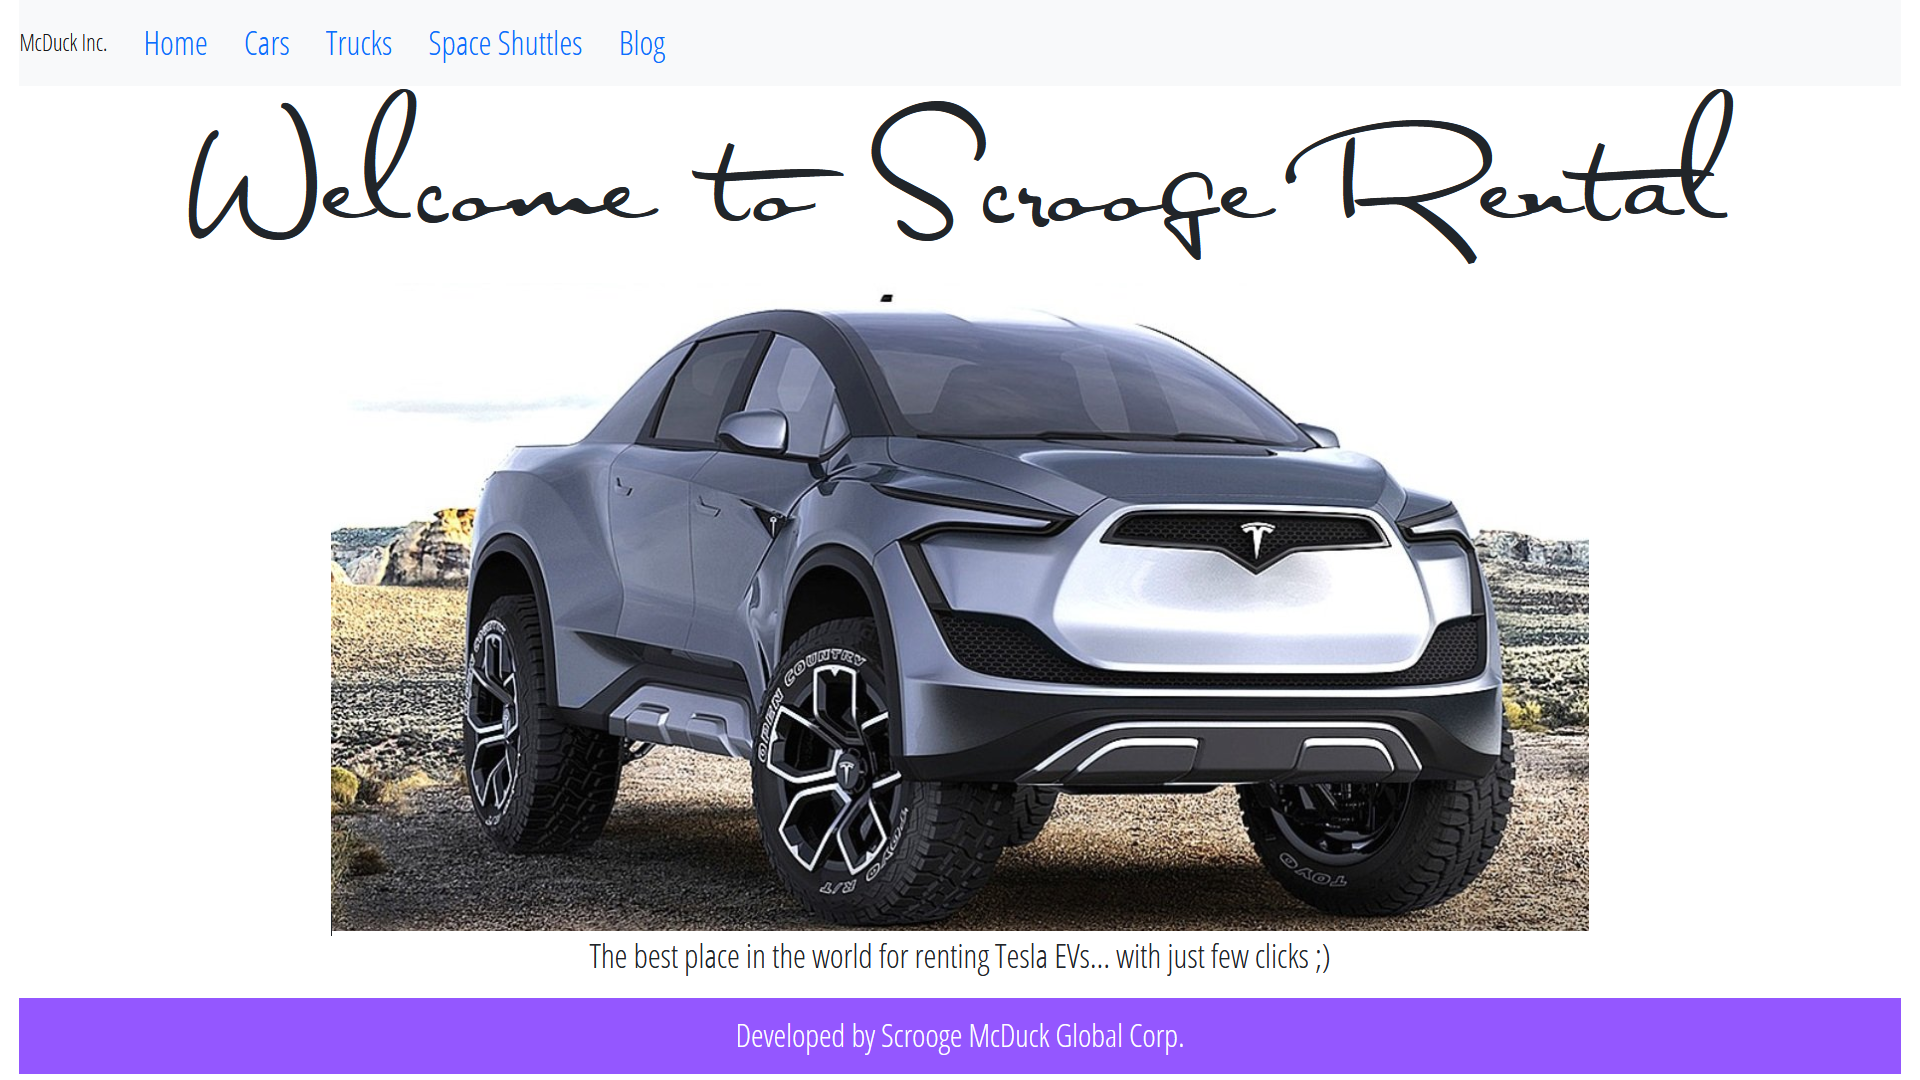 McDuck Inc. Home Cars Trucks Space Shuttles Blog
Welcome to Scrooge Rental
OPEN COUNTRY
TOYO R/T
TOYO
The best place in the world for renting Tesla EVs... with just few clicks ;)
Developed by Scrooge McDuck Global Corp.